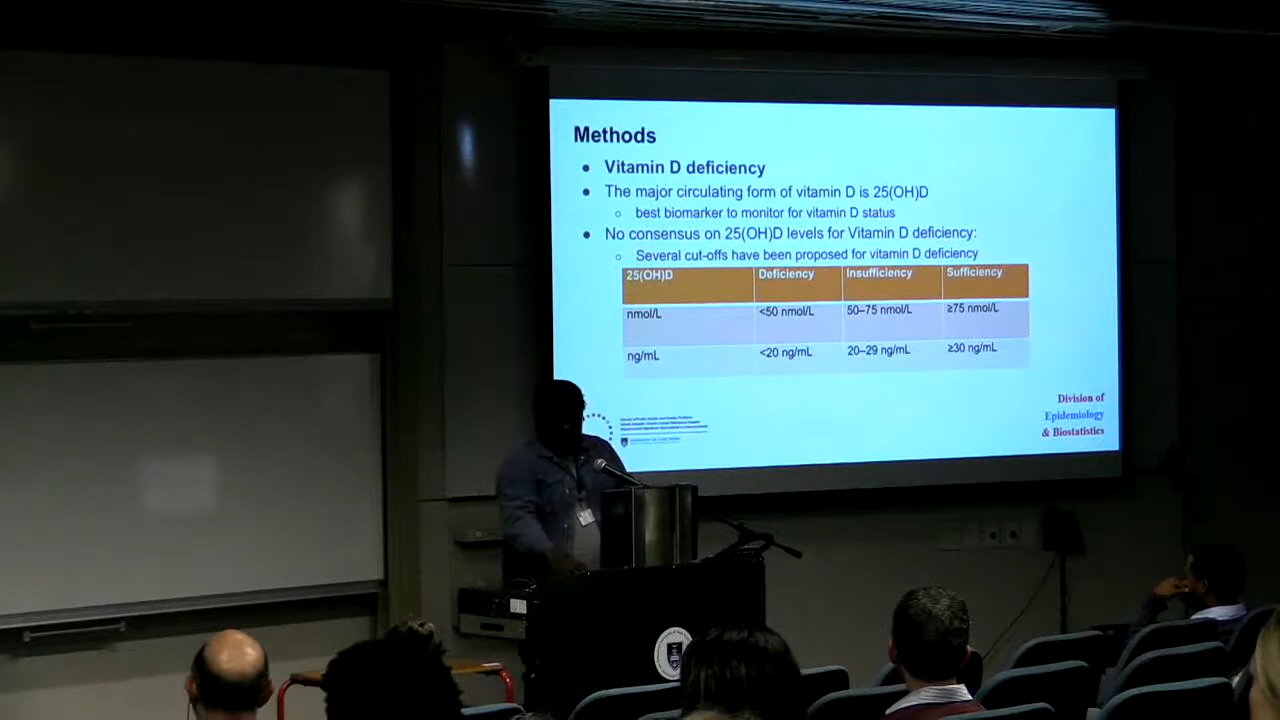 Methods
● Vitamin D deficiency
● The major circulating form of vitamin D is 25(OH)D
○ best biomarker to monitor for vitamin D status
● No consensus on 25(OH)D levels for Vitamin D deficiency:
○ Several cut-offs have been proposed for vitamin D deficiency
25(OH)D Deficiency Insufficiency Sufficiency
nmol/L <50 nmol/L 50–75 nmol/L ≥75 nmol/L
ng/mL <20 ng/mL 20–29 ng/mL ≥30 ng/mL
Division of
Epidemiology
& Biostatistics